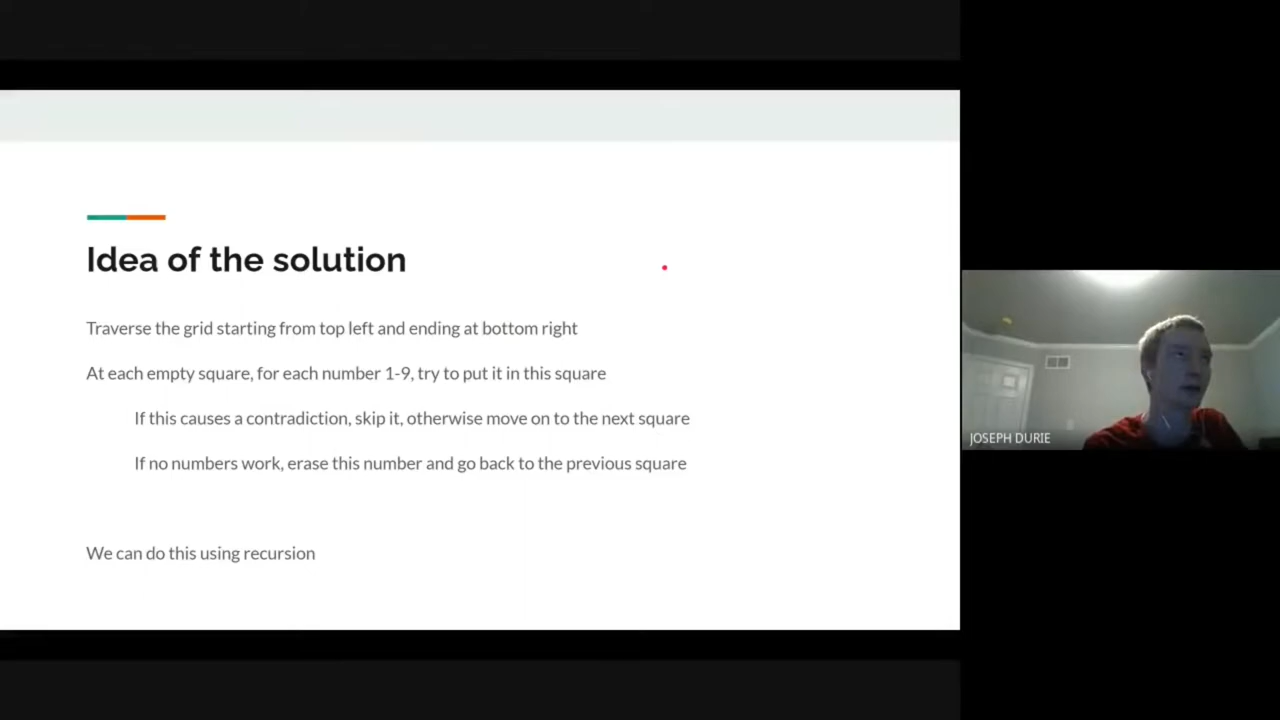 Idea of the solution
Traverse the grid starting from top left and ending at bottom right
At each empty square, for each number 1-9, try to put it in this square
If this causes a contradiction, skip it, otherwise move on to the next square
If no numbers work, erase this number and go back to the previous square
We can do this using recursion
JOSEPH DURIE